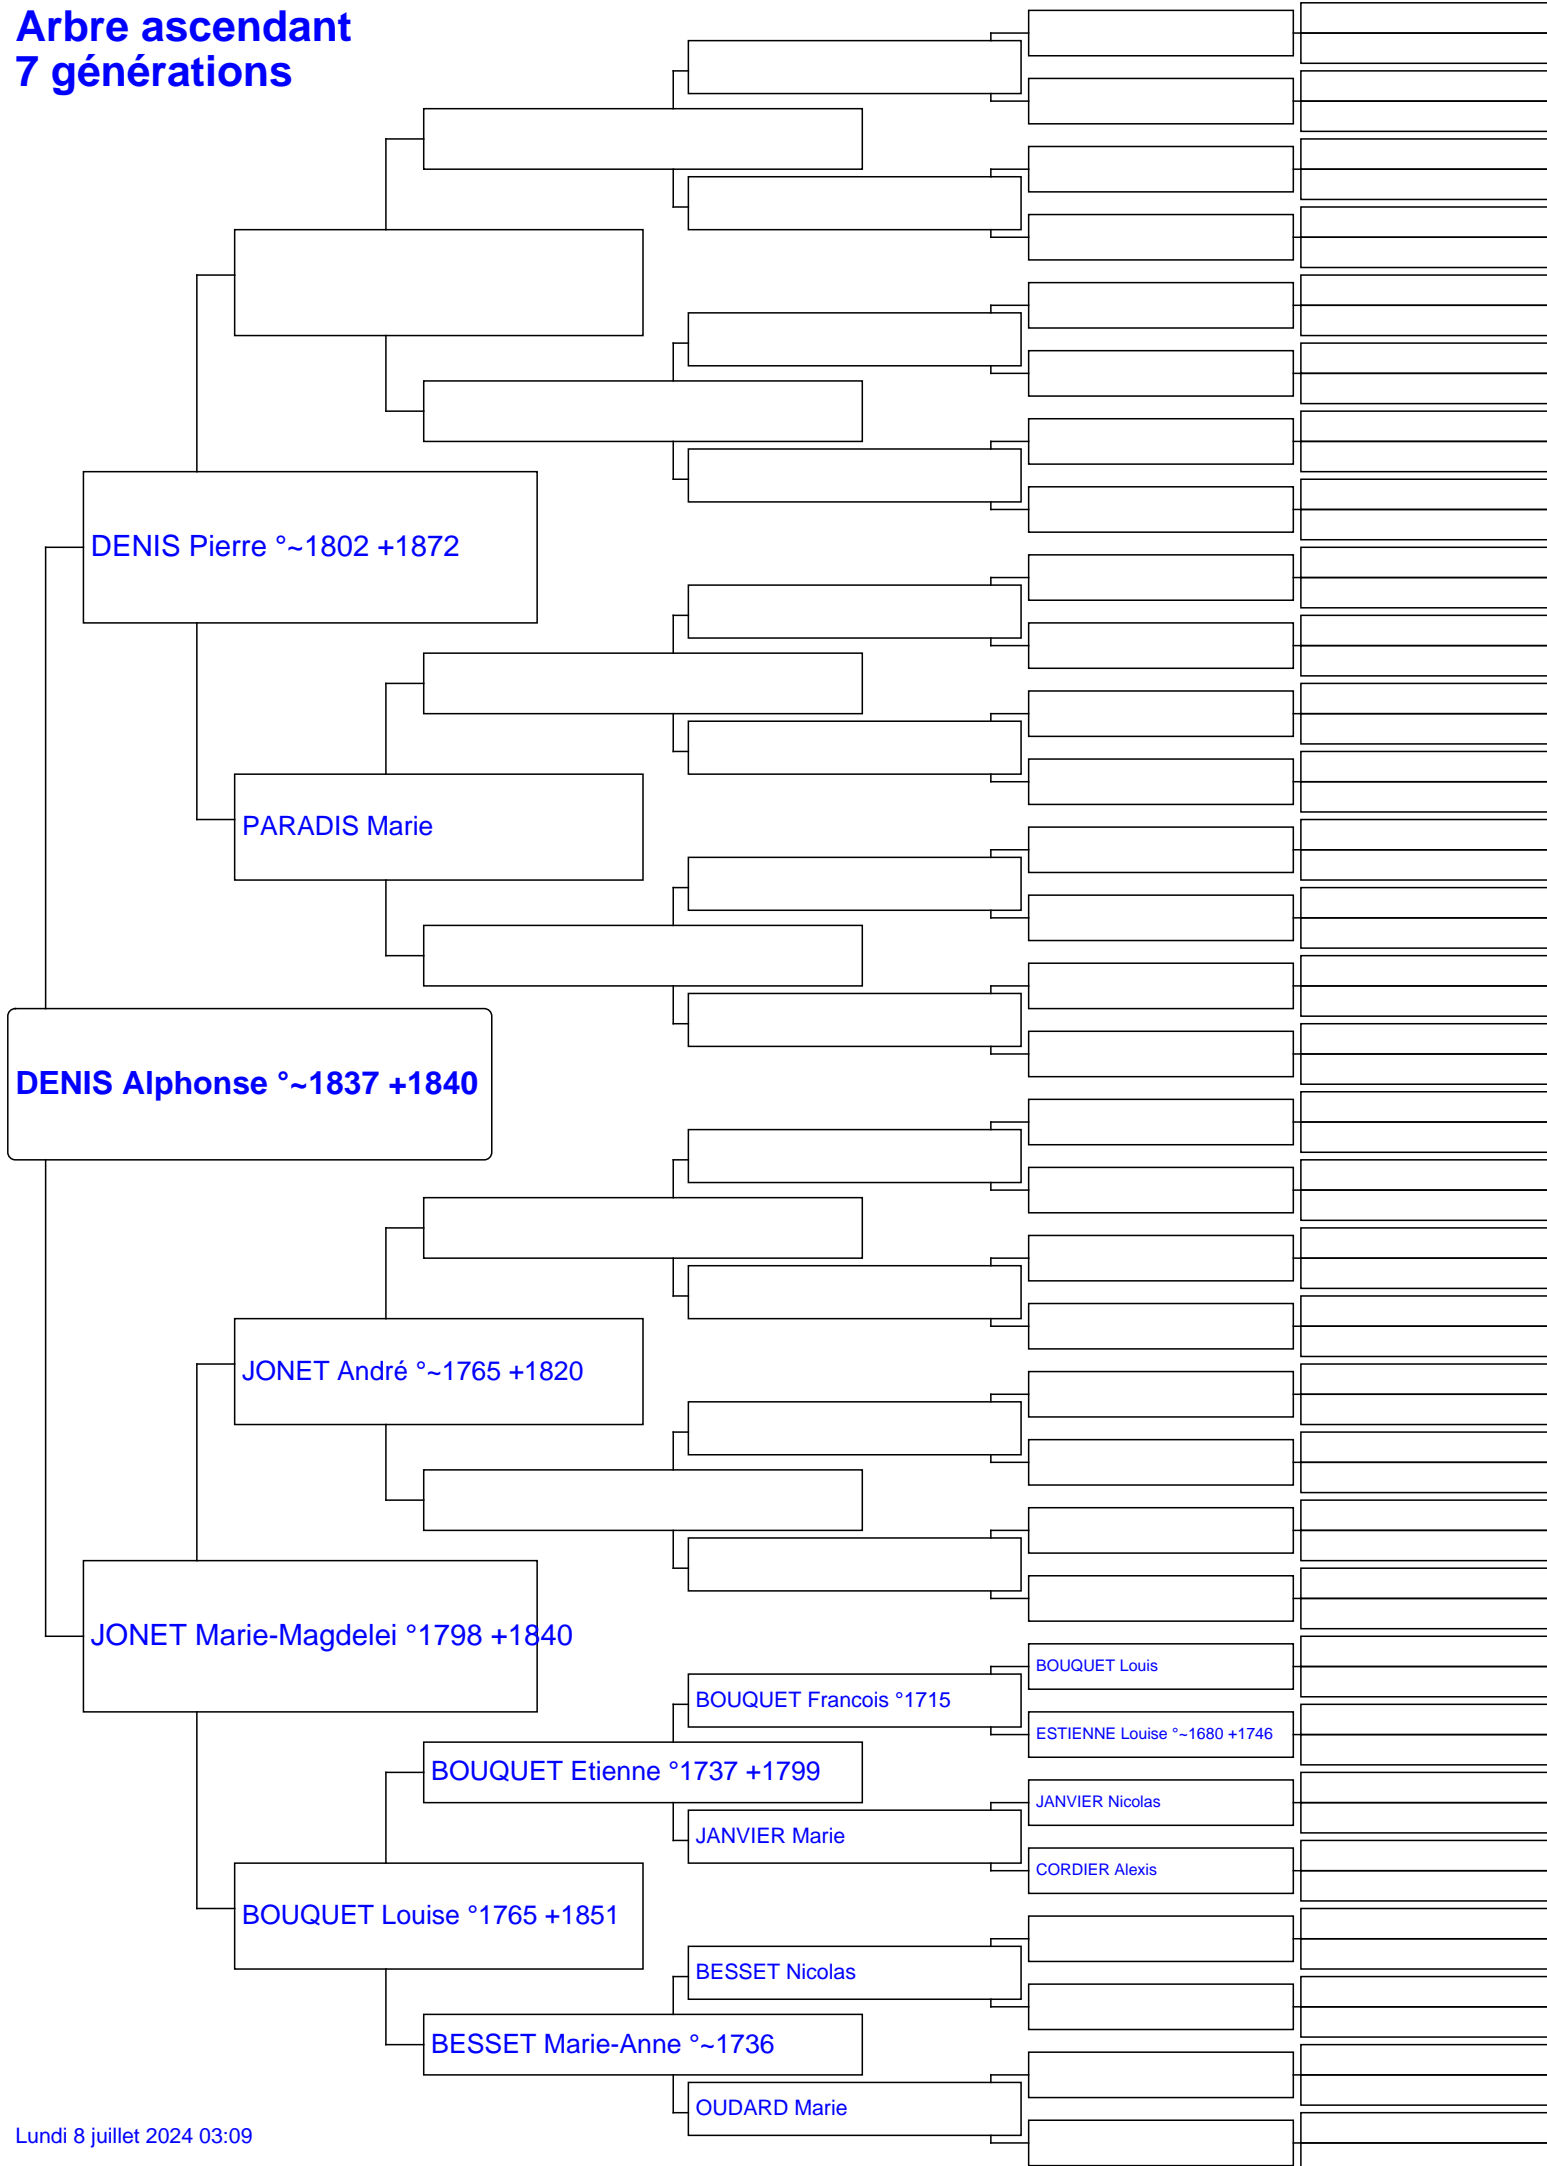 Arbre ascendant
7 générations
DENIS Pierre °~1802 +1872
PARADIS Marie
DENIS Alphonse °~1837 +1840
JONET André °~1765 +1820
JONET Marie-Magdelei °1798 +1840
BOUQUET Louis
BOUQUET Francois °1715
ESTIENNE Louise °~1680 +1746
BOUQUET Etienne °1737 +1799
JANVIER Nicolas
JANVIER Marie
CORDIER Alexis
BOUQUET Louise °1765 +1851
BESSET Nicolas
BESSET Marie-Anne °~1736
OUDARD Marie
Lundi 8 juillet 2024 03:09